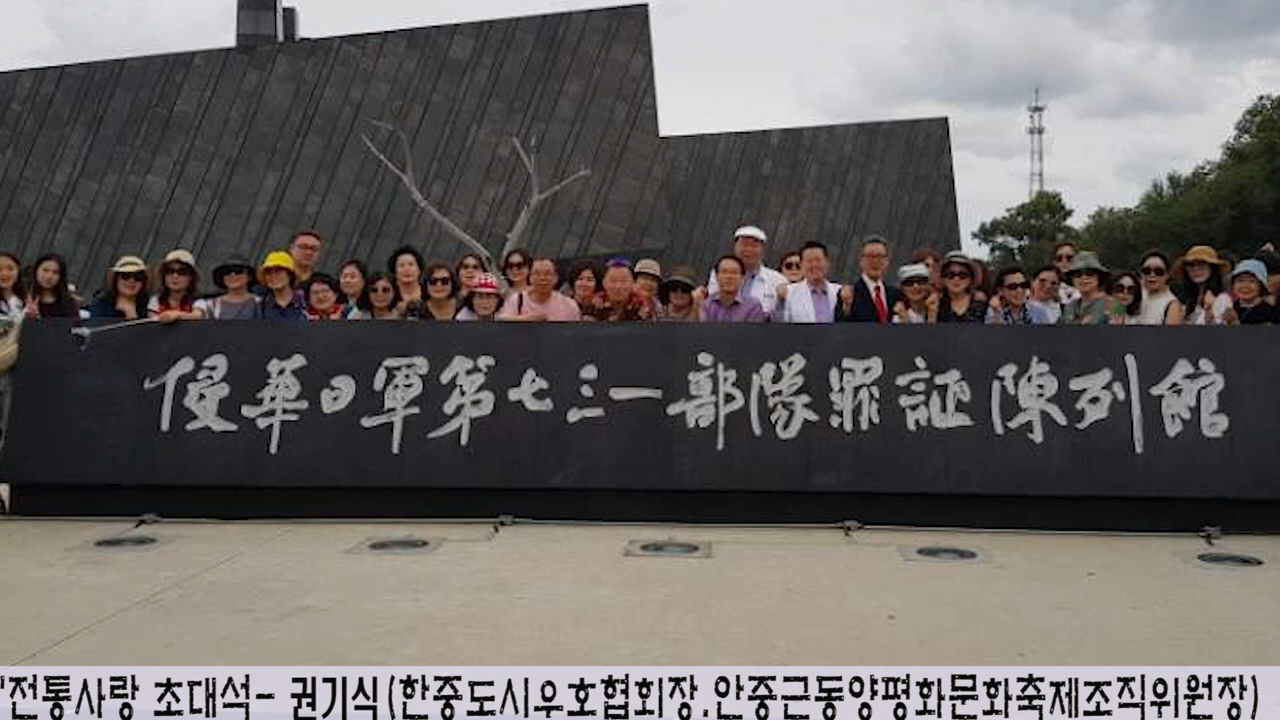 侵華日軍第七三一部隊罪証陳列館
"전통사랑 초대석- 권기식(한중도시우호협회장.안중근동양평화문화축제조직위원장)